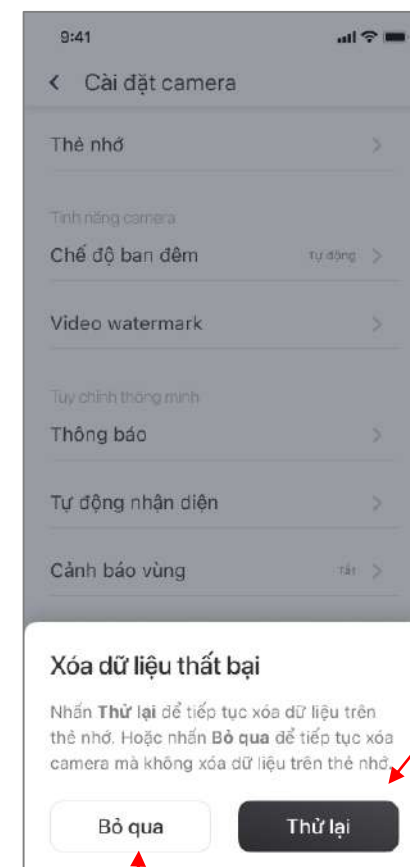 9:41
Cài đặt camera
Thẻ nhớ
Tính năng camera
Chế độ ban đêm Tự động
Video watermark
Tuy chỉnh thông minh
Thông báo
Tự động nhận diện
Cảnh báo vùng Tắt
Xóa dữ liệu thất bại
Nhấn Thử lại để tiếp tục xóa dữ liệu trên
thẻ nhớ. Hoặc nhấn Bỏ qua để tiếp tục xóa
camera mà không xóa dữ liệu trên thẻ nhớ.
Bỏ qua Thử lại